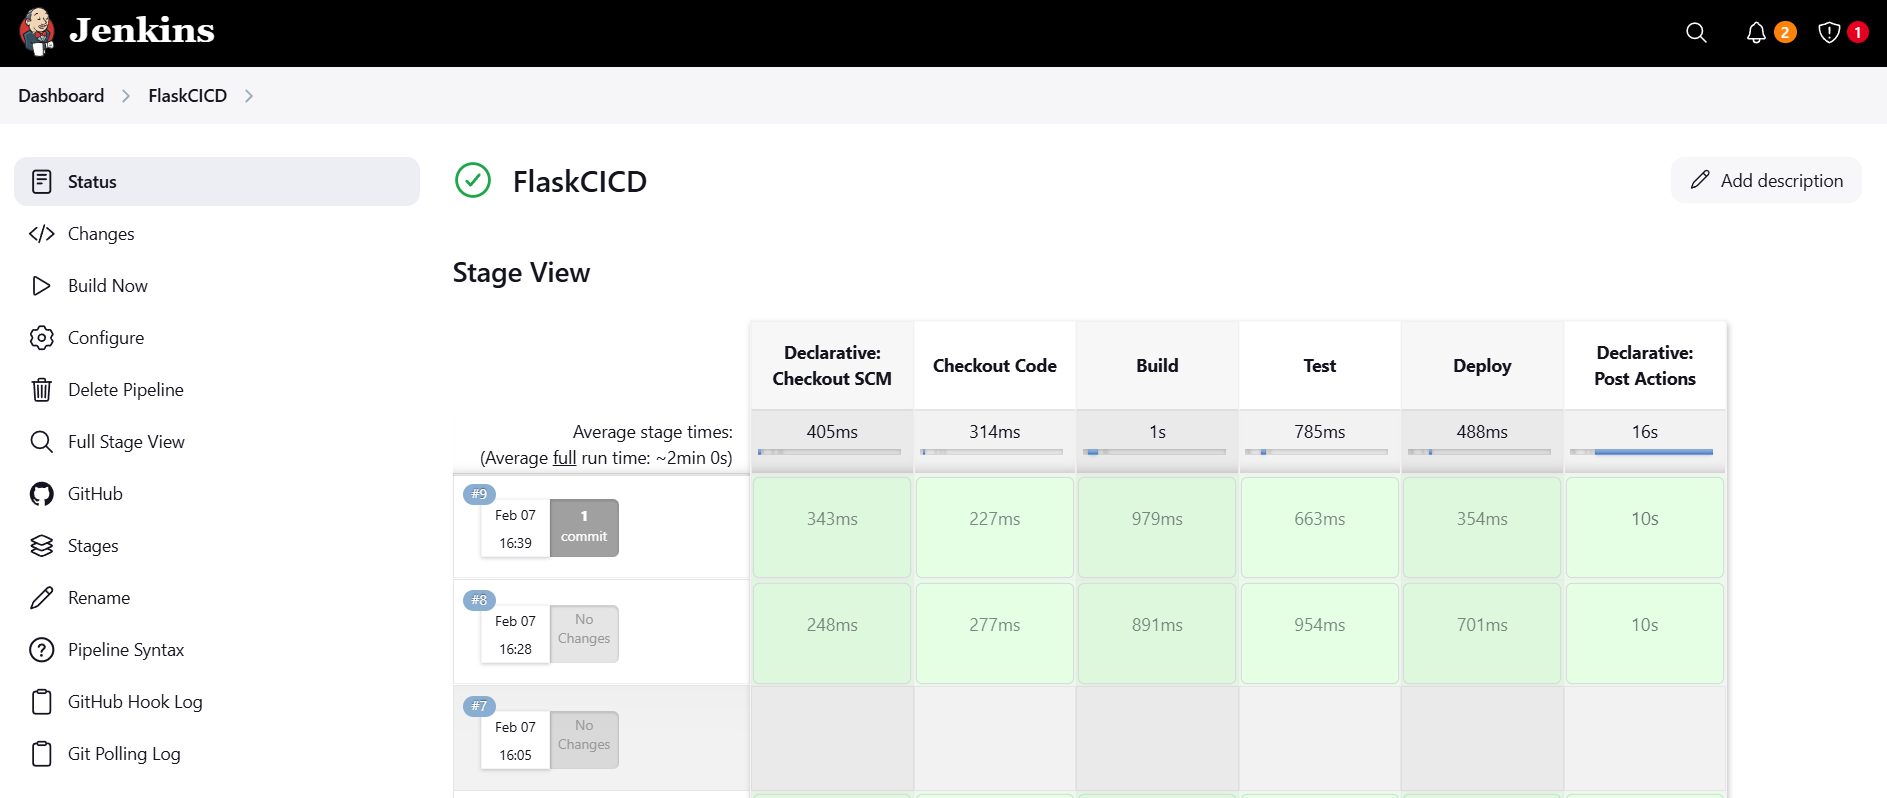 Jenkins
2
1
Dashboard
FlaskCICD
Status
Changes
Build Now
Configure
Delete Pipeline
Full Stage View
GitHub
Stages
Rename
Pipeline Syntax
GitHub Hook Log
Git Polling Log
FlaskCICD
Add description
Stage View
Declarative: Checkout SCM
Checkout Code
Build
Test
Deploy
Declarative: Post Actions
Average stage times:
(Average full run time: ~2min 0s)
405ms
314ms
1s
785ms
488ms
16s
#9
Feb 07
16:39
1
commit
343ms
227ms
979ms
663ms
354ms
10s
#8
Feb 07
16:28
No
Changes
248ms
277ms
891ms
954ms
701ms
10s
#7
Feb 07
16:05
No
Changes